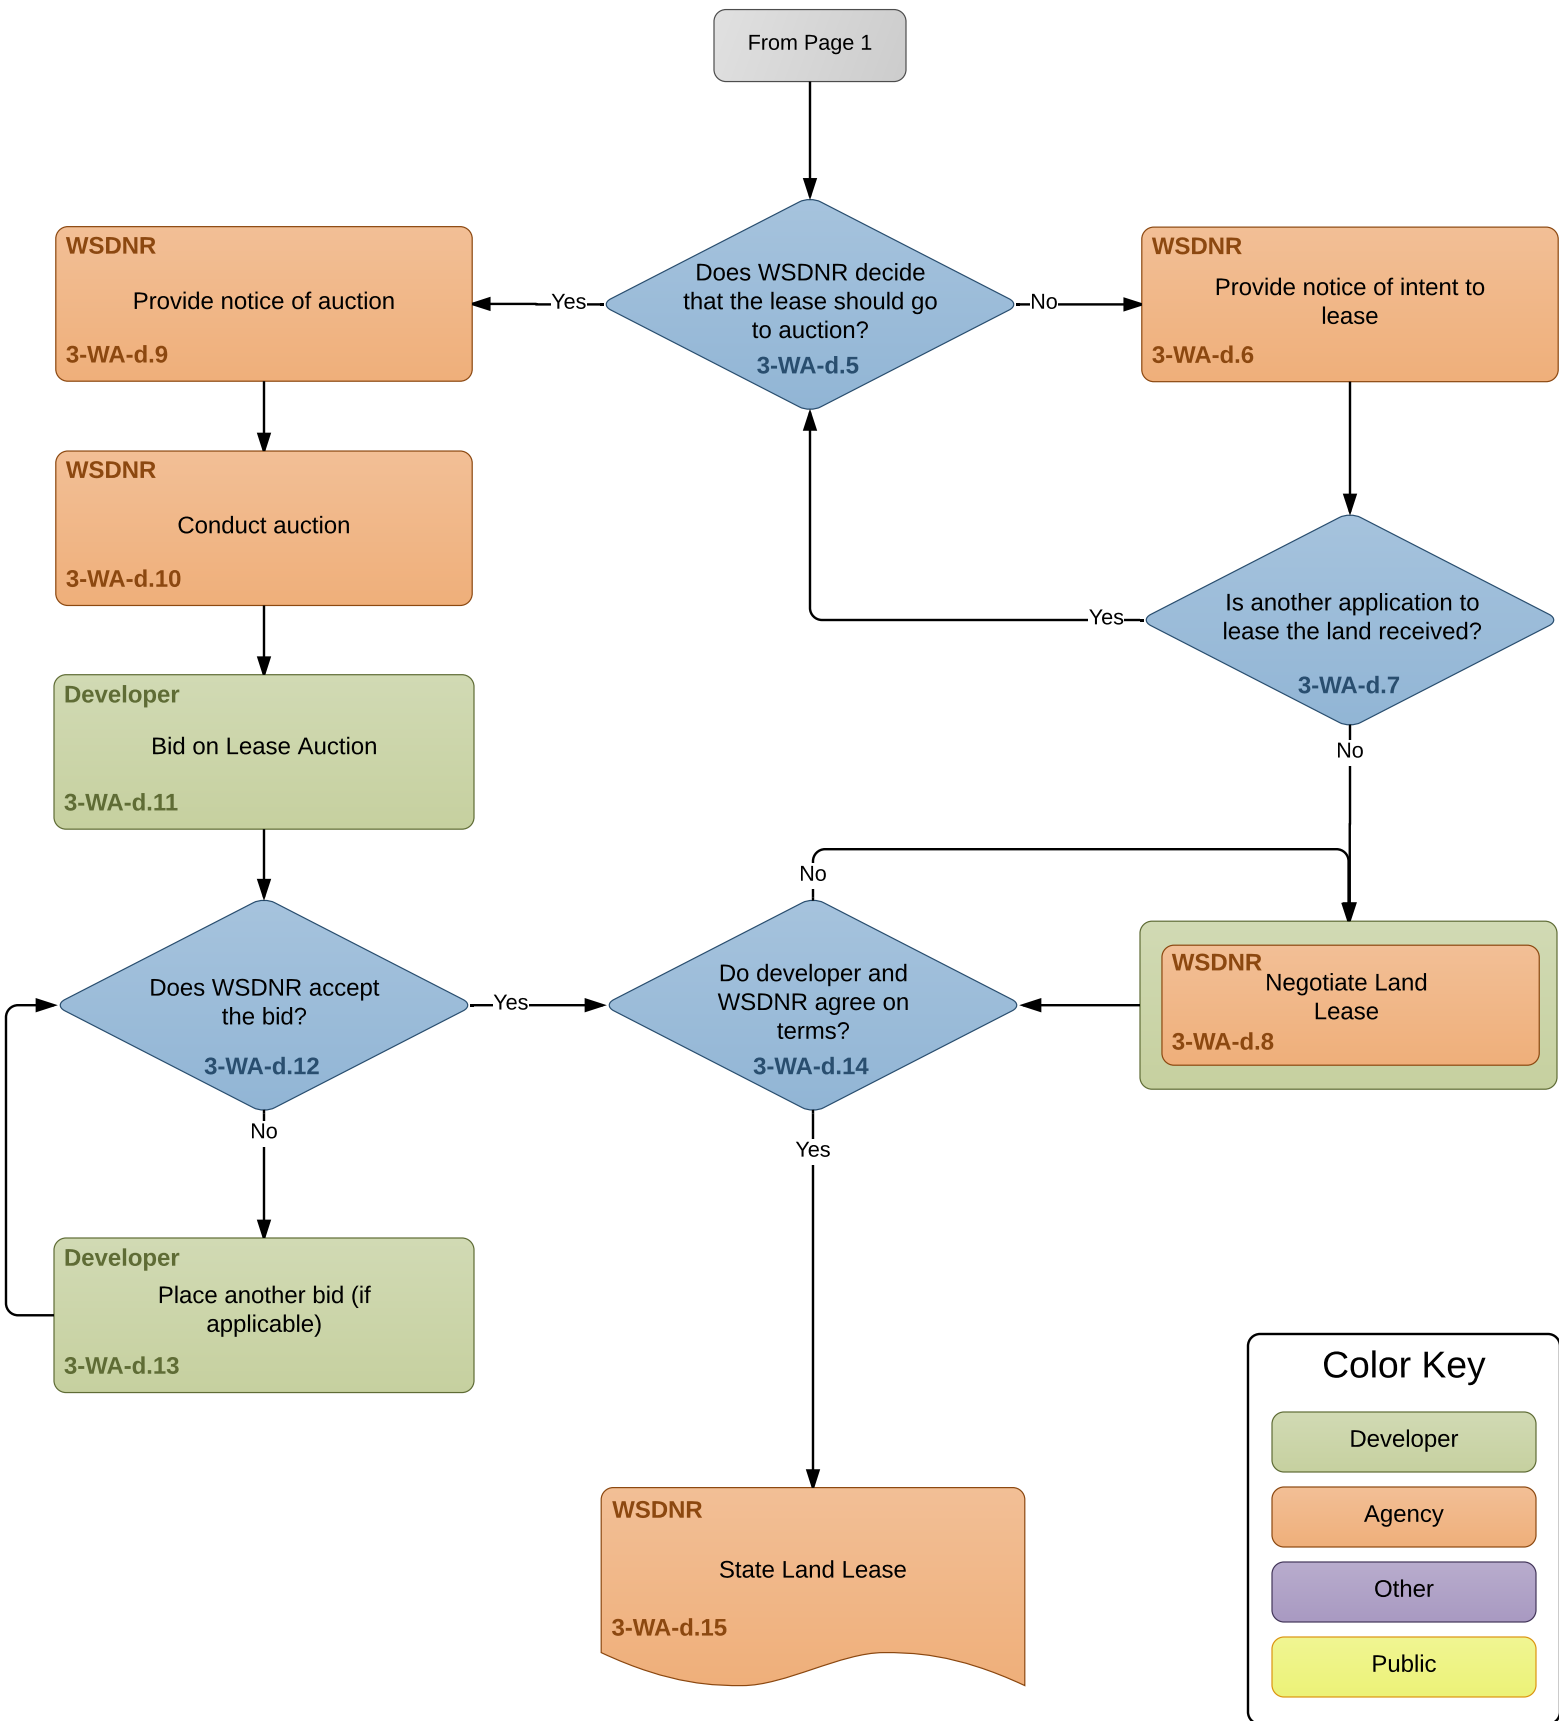 From Page 1
Does WSDNR decide
that the lease should go
to auction?
3-WA-d.5
Yes
No
WSDNR
Provide notice of auction
3-WA-d.9
WSDNR
Provide notice of intent to
lease
3-WA-d.6
WSDNR
Conduct auction
3-WA-d.10
Is another application to
lease the land received?
3-WA-d.7
Yes
No
Developer
Bid on Lease Auction
3-WA-d.11
Does WSDNR accept
the bid?
3-WA-d.12
Yes
No
Do developer and
WSDNR agree on
terms?
3-WA-d.14
No
Yes
WSDNR
Negotiate Land
Lease
3-WA-d.8
Developer
Place another bid (if
applicable)
3-WA-d.13
WSDNR
State Land Lease
3-WA-d.15
Color Key
Developer
Agency
Other
Public